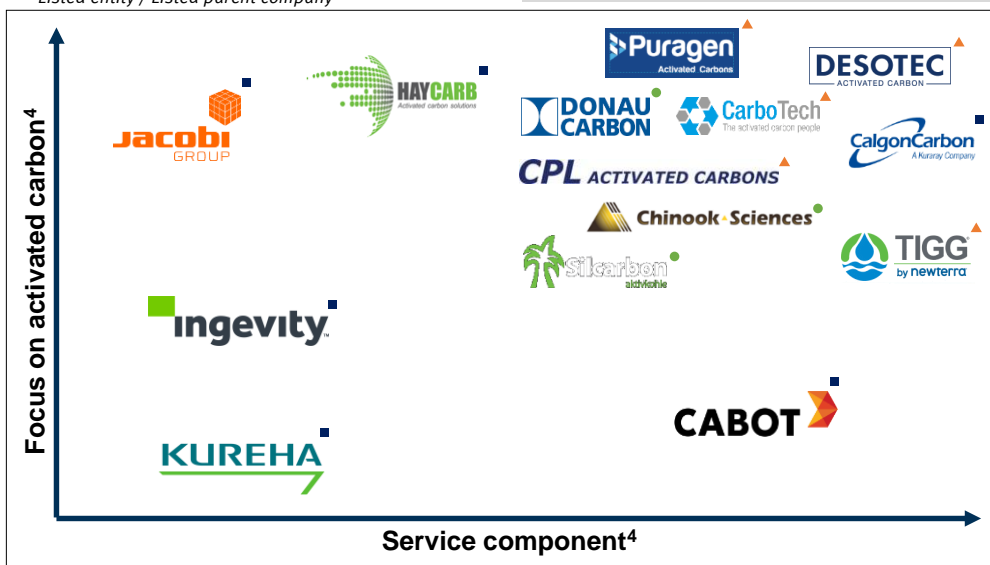 Listed entity / Listed parent company
Focus on activated carbon4
JACOBI
GROUP
HAYCARB
Activated carbon solutions
Puragen
Activated Carbons
DESOTEC
ACTIVATED CARBON
DONAU
CARBON
CarboTech
The activated carbon people
CalgonCarbon
A Kuraray Company
CPL ACTIVATED CARBONS
Chinook Sciences
Silcarbon
aktivkohle
TIGG
by newterra
ingevity
CABOT
KUREHA
Service component4